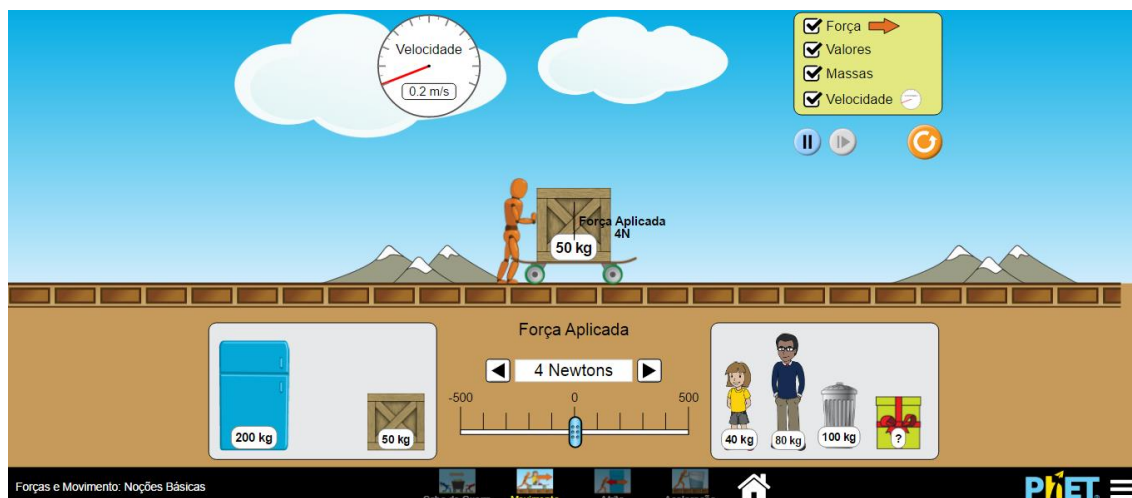 Velocidade
0.2 m/s
Força
Valores
Massas
Velocidade
Força Aplicada
4N
50 kg
Força Aplicada
4 Newtons
-500
0
500
200 kg
50 kg
40 kg
80 kg
100 kg
?
Forças e Movimento: Noções Básicas
Movimento
PhET